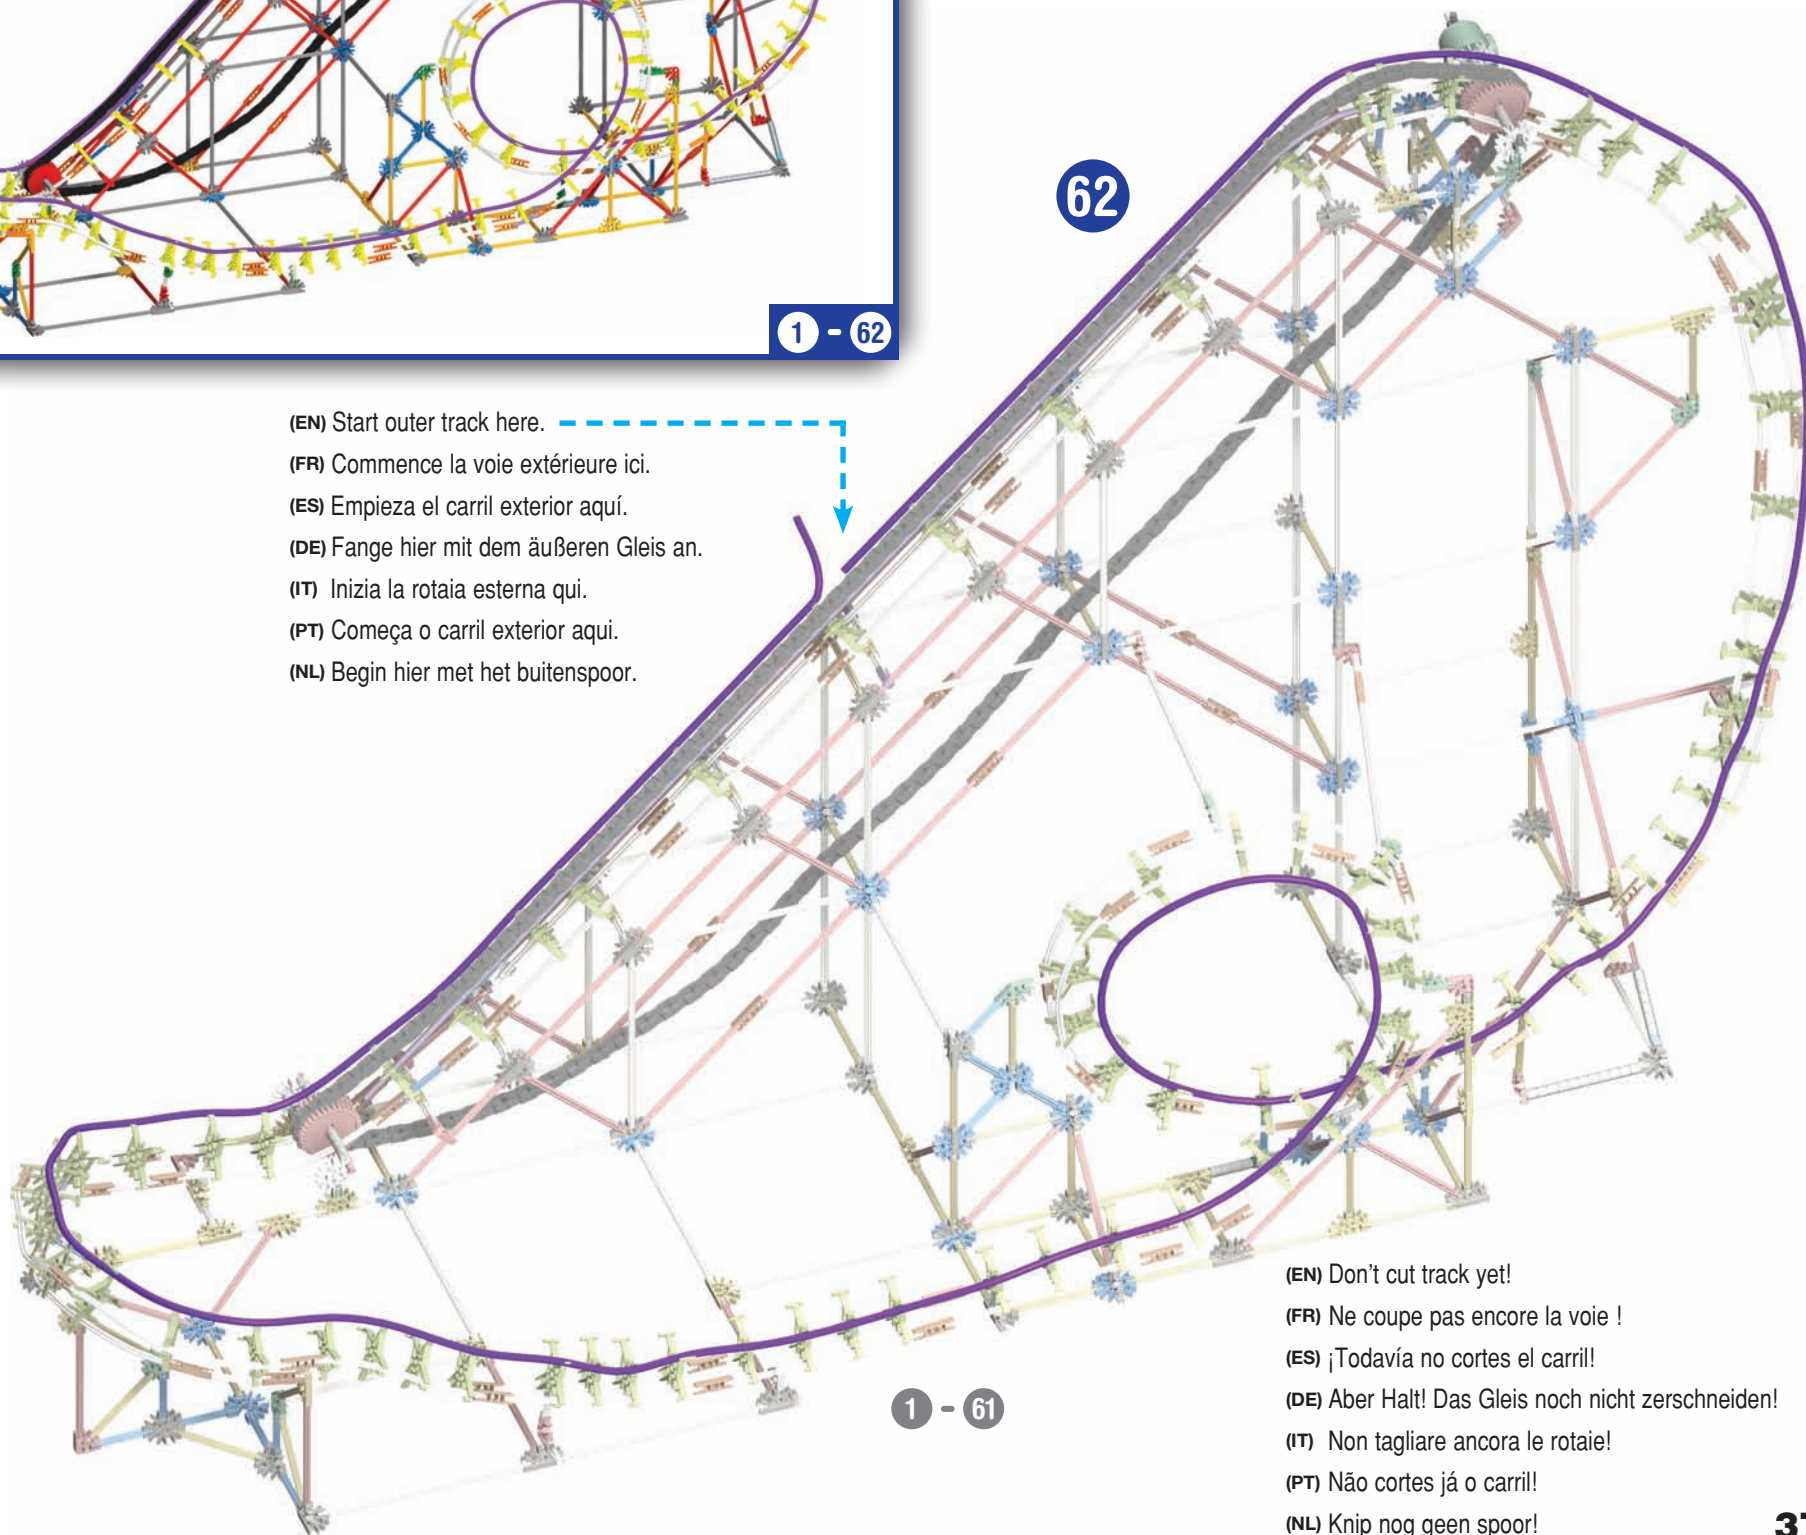 1 - 62
62
(EN) Start outer track here.
(FR) Commence la voie extérieure ici.
(ES) Empieza el carril exterior aquí.
(DE) Fange hier mit dem äußeren Gleis an.
(IT) Inizia la rotaia esterna qui.
(PT) Começa o carril exterior aqui.
(NL) Begin hier met het buitenspoor.
1 - 61
(EN) Don't cut track yet!
(FR) Ne coupe pas encore la voie !
(ES) ¡Todavía no cortes el carril!
(DE) Aber Halt! Das Gleis noch nicht zerschneiden!
(IT) Non tagliare ancora le rotaie!
(PT) Não cortes já o carril!
(NL) Knip nog geen spoor!